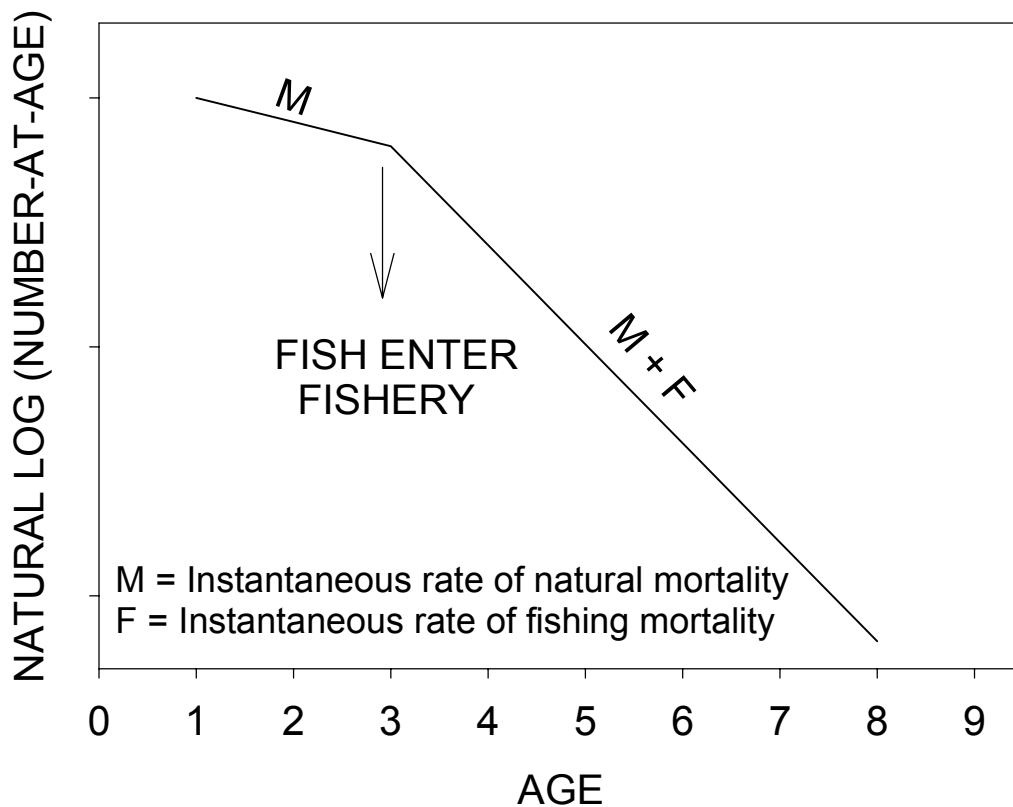 NATURAL LOG (NUMBER-AT-AGE)
M
FISH ENTER
FISHERY
M + F
M = Instantaneous rate of natural mortality
F = Instantaneous rate of fishing mortality
0 1 2 3 4 5 6 7 8 9
AGE